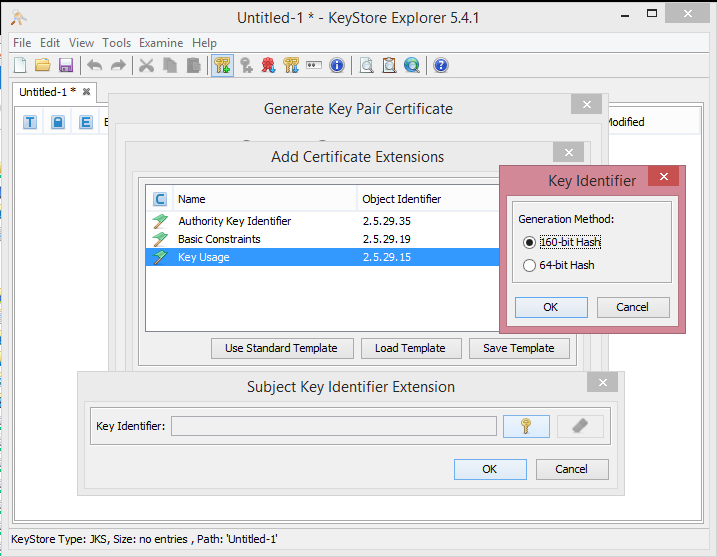 Untitled-1 * - KeyStore Explorer 5.4.1
File Edit View Tools Examine Help
Untitled-1 *
T E E Modified
Generate Key Pair Certificate
Add Certificate Extensions
C Name Object Identifier
Authority Key Identifier 2.5.29.35
Basic Constraints 2.5.29.19
Key Usage 2.5.29.15
Use Standard Template Load Template Save Template
Key Identifier
Generation Method:
160-bit Hash
64-bit Hash
OK Cancel
Subject Key Identifier Extension
Key Identifier:
OK Cancel
KeyStore Type: JKS, Size: no entries , Path: 'Untitled-1'